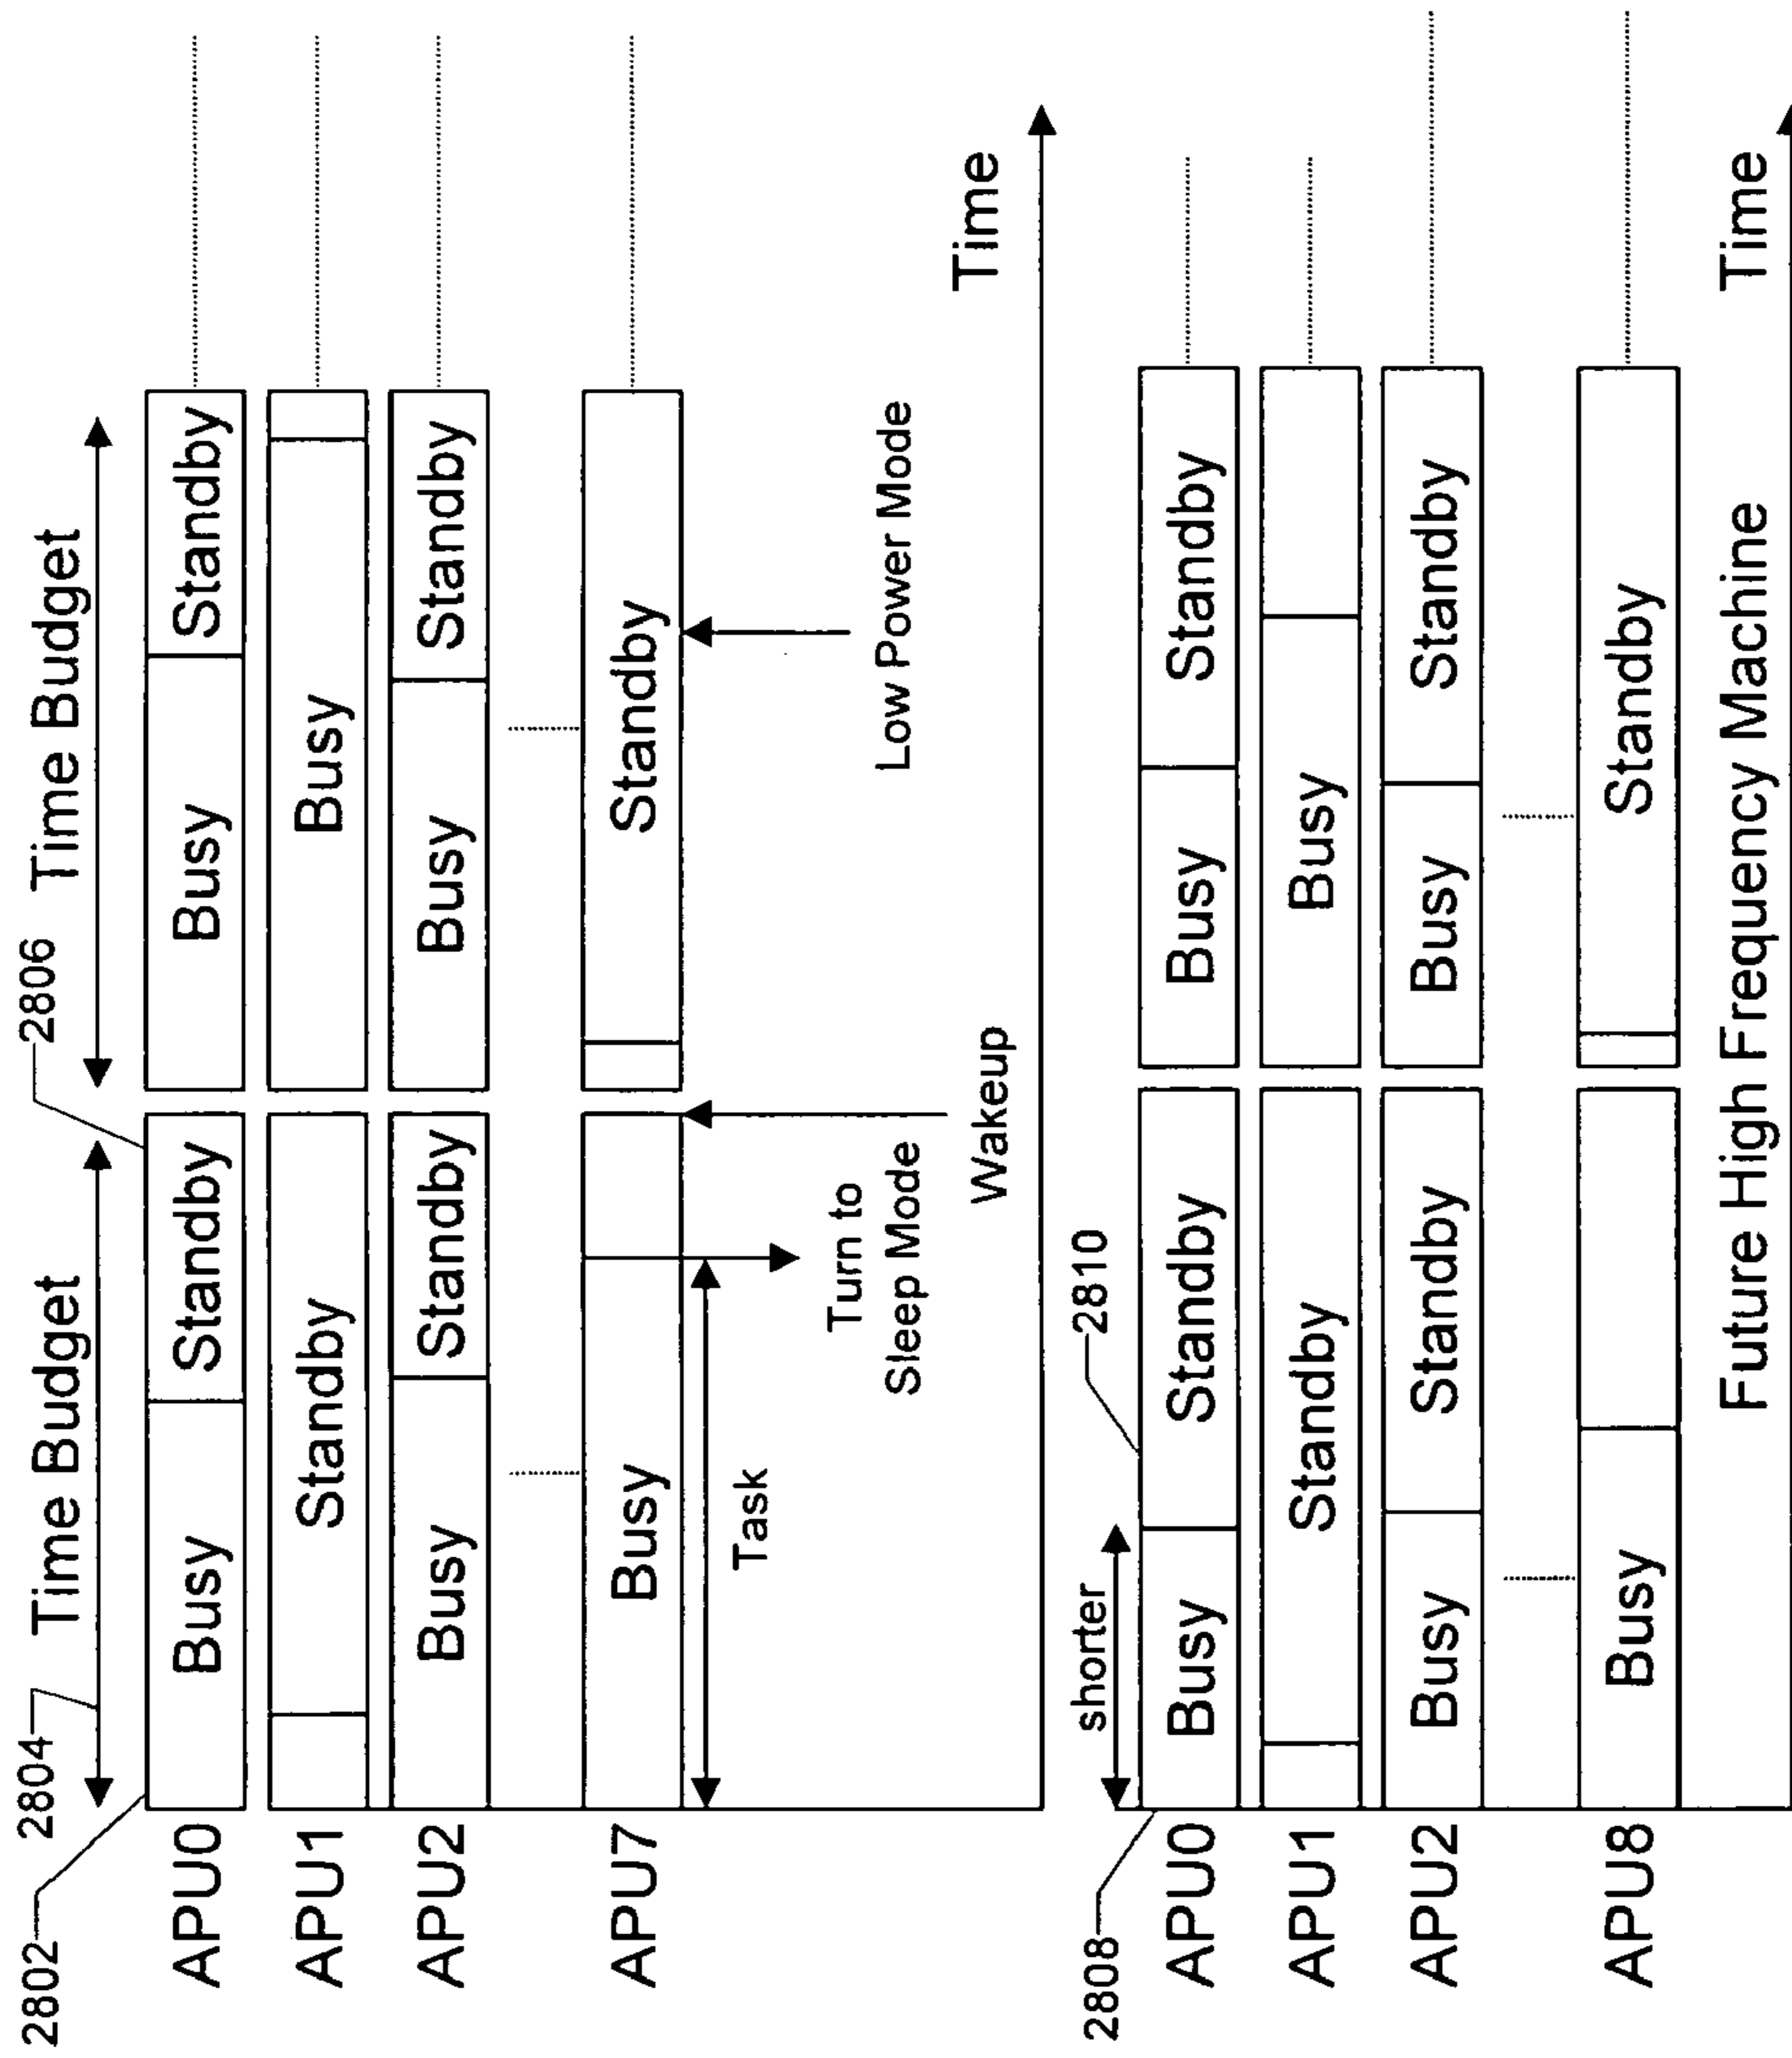 2802 2804 Time Budget 2806 Time Budget
APU0 Busy Standby Busy Standby
APU1 Standby Busy
APU2 Busy Standby Busy Standby
APU7 Busy Standby
Task
Turn to
Sleep Mode
Low Power Mode
Wakeup
Time
2808 shorter 2810
APU0 Busy Standby Busy Standby
APU1 Standby Busy
APU2 Busy Standby Busy Standby
APU8 Busy Standby
Future High Frequency Machine Time